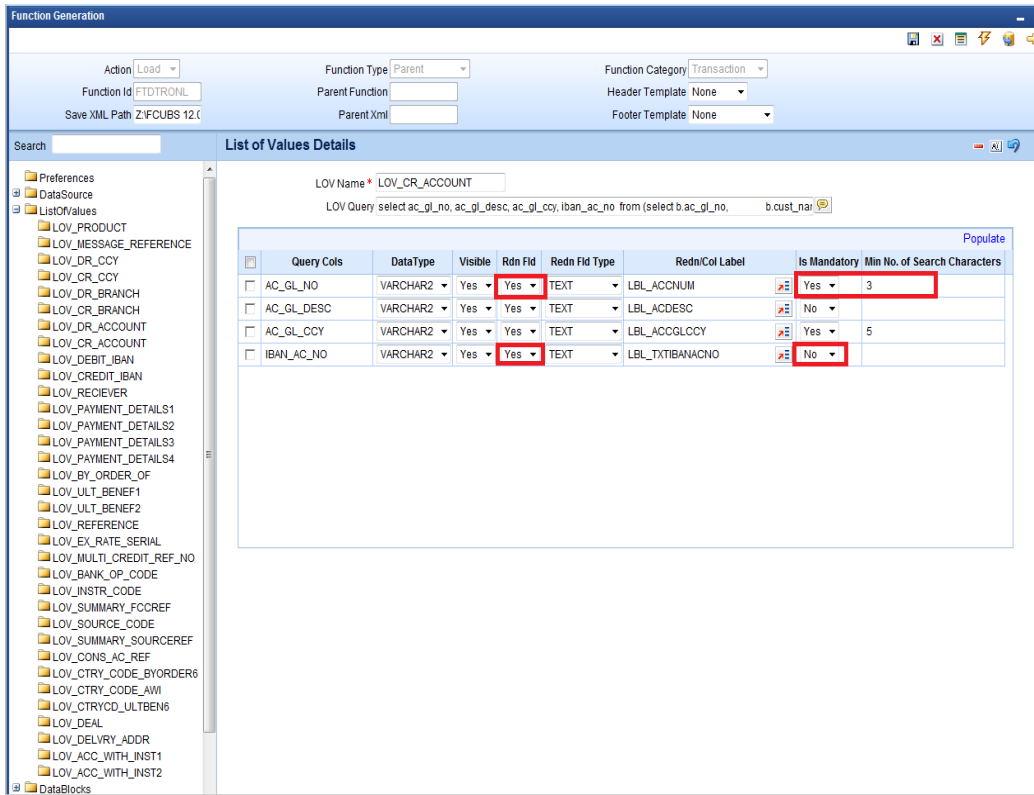 Function Generation
Action Load Function Type Parent Function Category Transaction
Function Id FTDTRONL Parent Function Header Template None
Save XML Path Z:\FCUBS 12.0 Parent Xml Footer Template None
Search List of Values Details
Preferences
DataSource
ListOfValues
LOV_PRODUCT
LOV_MESSAGE_REFERENCE
LOV_DR_CCY
LOV_CR_CCY
LOV_DR_BRANCH
LOV_CR_BRANCH
LOV_DR_ACCOUNT
LOV_CR_ACCOUNT
LOV_DEBIT_IBAN
LOV_CREDIT_IBAN
LOV_RECIEVER
LOV_PAYMENT_DETAILS1
LOV_PAYMENT_DETAILS2
LOV_PAYMENT_DETAILS3
LOV_PAYMENT_DETAILS4
LOV_BY_ORDER_OF
LOV_ULT_BENEF1
LOV_ULT_BENEF2
LOV_REFERENCE
LOV_EX_RATE_SERIAL
LOV_MULTI_CREDIT_REF_NO
LOV_BANK_OP_CODE
LOV_INSTR_CODE
LOV_SUMMARY_FCCREF
LOV_SOURCE_CODE
LOV_SUMMARY_SOURCEREF
LOV_CONS_AC_REF
LOV_CTRY_CODE_BYORDER6
LOV_CTRY_CODE_AWI
LOV_CTRYCD_ULTBEN6
LOV_DEAL
LOV_DELVRY_ADDR
LOV_ACC_WITH_INST1
LOV_ACC_WITH_INST2
DataBlocks
LOV Name * LOV_CR_ACCOUNT
LOV Query select ac_gl_no, ac_gl_desc, ac_gl_ccy, iban_ac_no from (select b.ac_gl_no, b.cust_nar
Populate
Query Cols DataType Visible Rdn Fld Redn Fld Type Redn/Col Label Is Mandatory Min No. of Search Characters
AC_GL_NO VARCHAR2 Yes Yes TEXT LBL_ACCNUM Yes 3
AC_GL_DESC VARCHAR2 Yes Yes TEXT LBL_ACDESC No
AC_GL_CCY VARCHAR2 Yes Yes TEXT LBL_ACCGLCCY Yes 5
IBAN_AC_NO VARCHAR2 Yes Yes TEXT LBL_TXTIBANACNO No